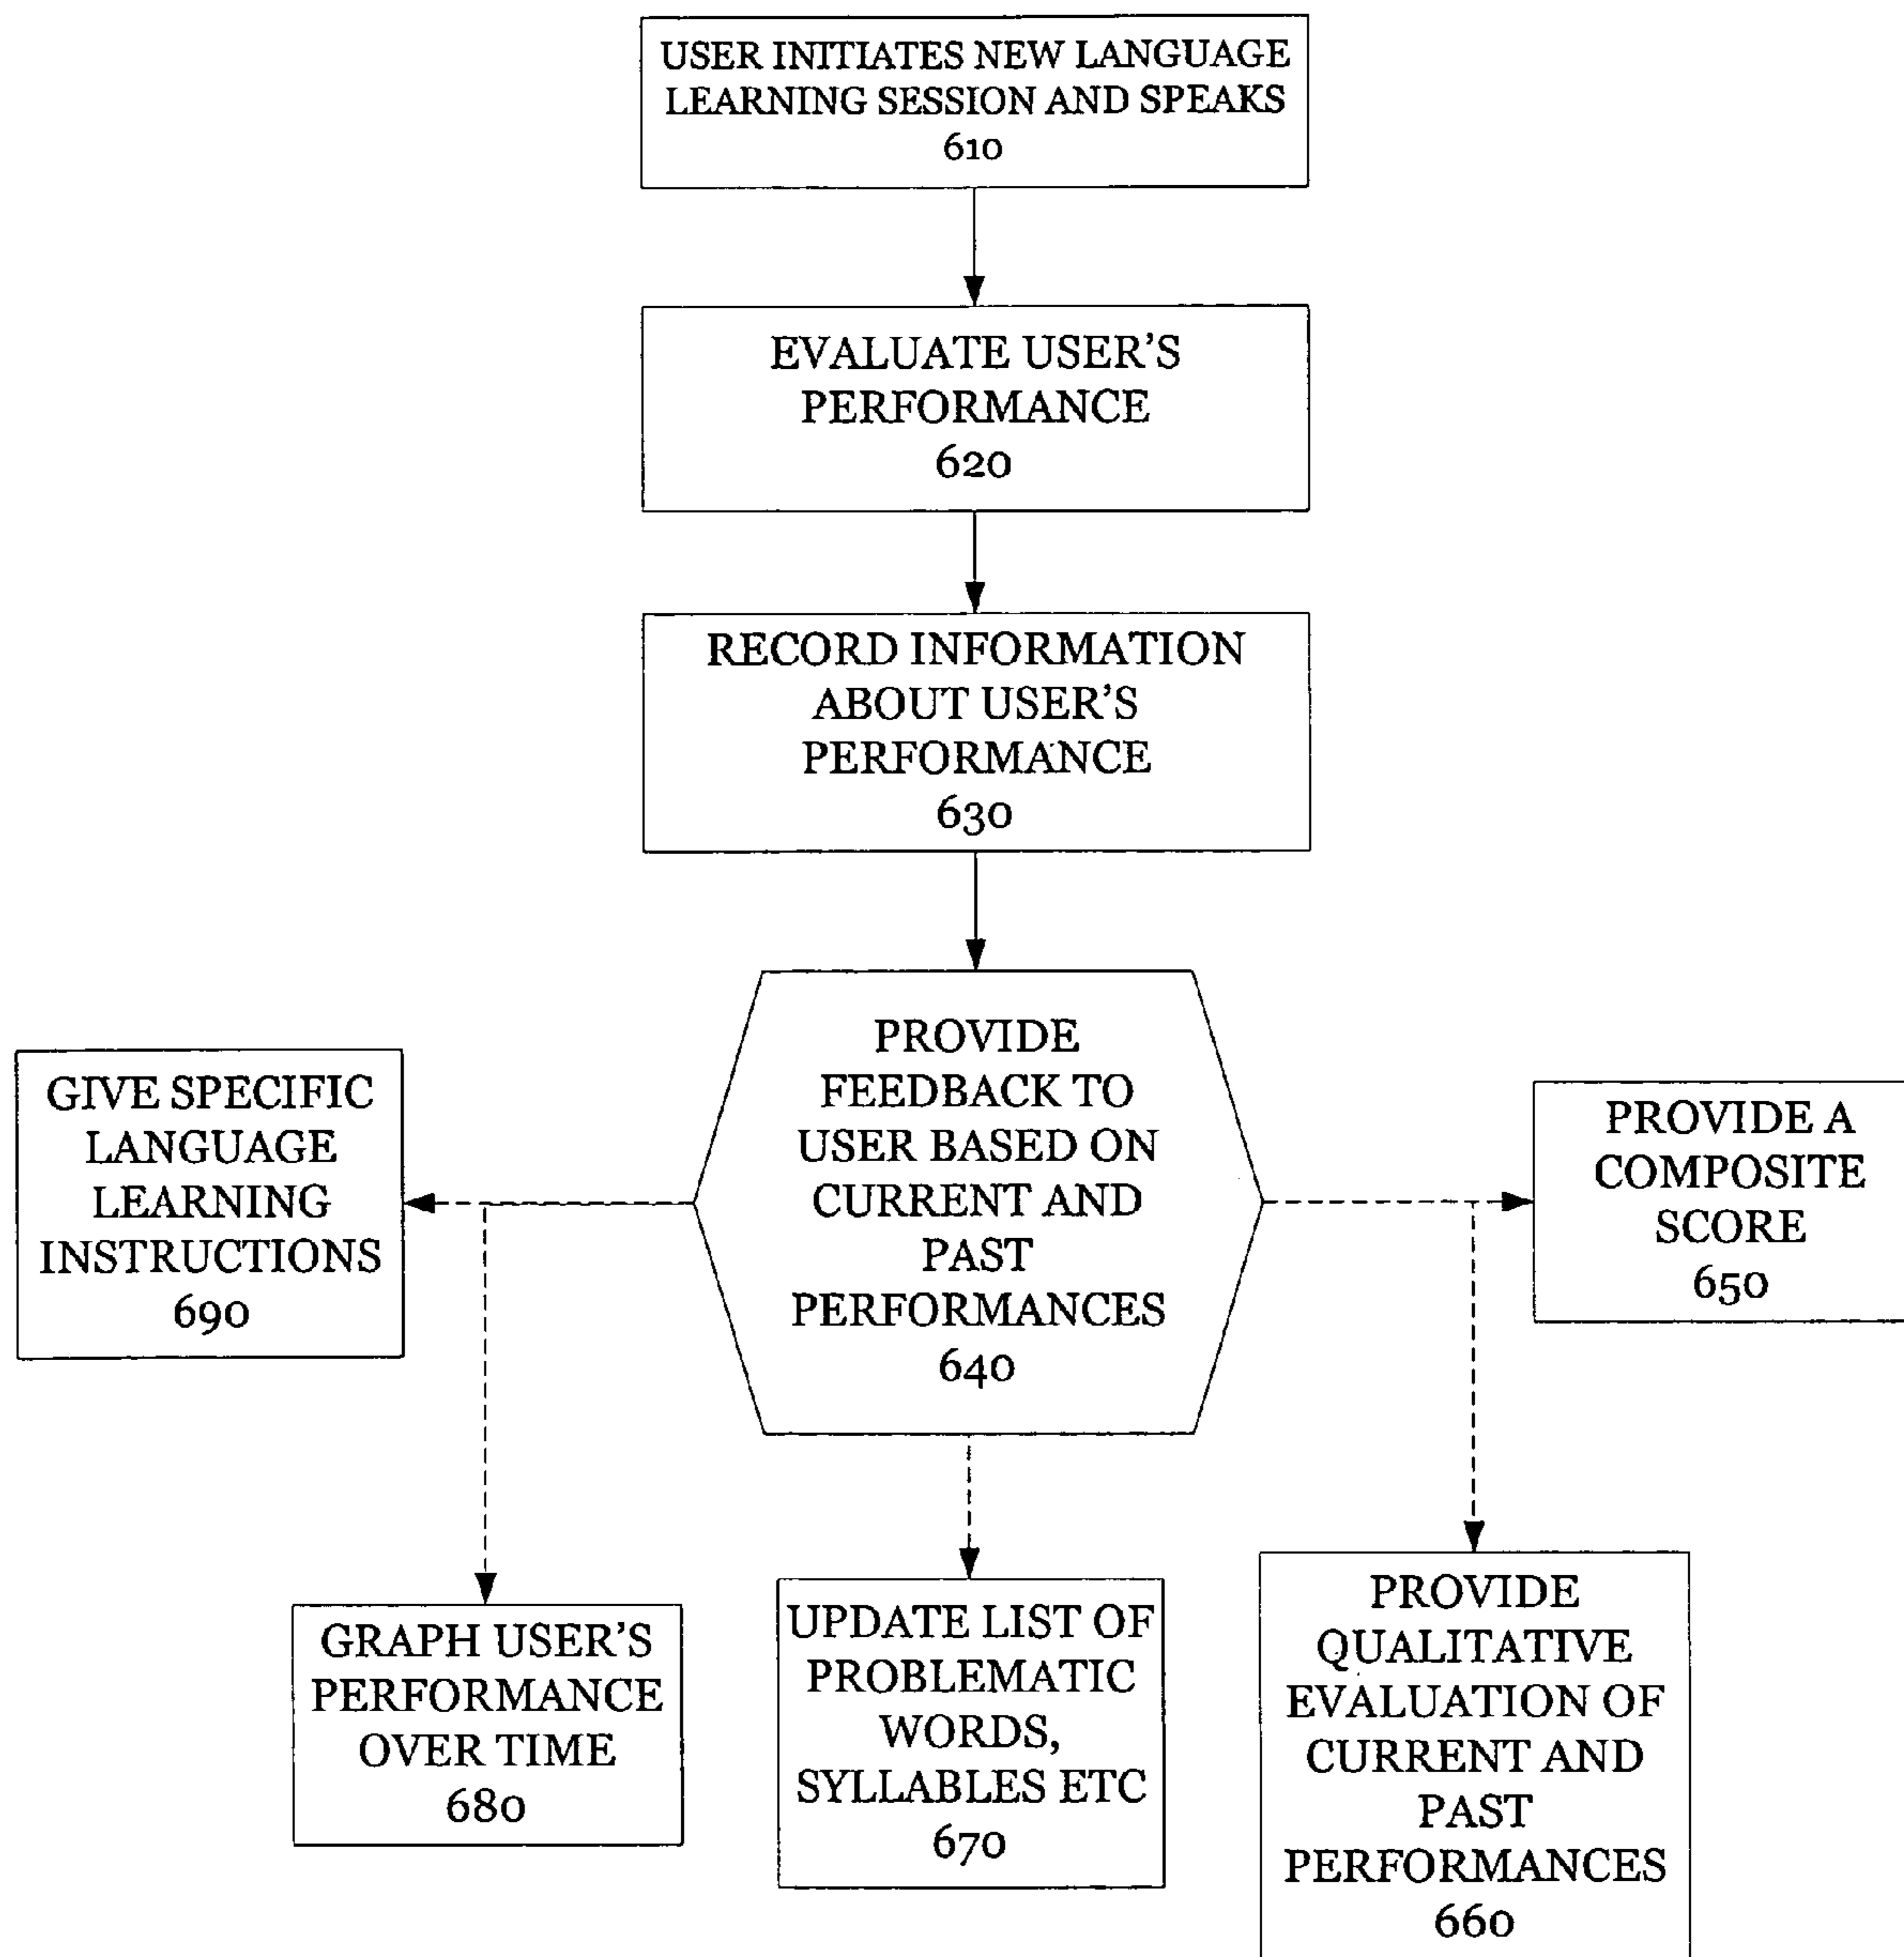 USER INITIATES NEW LANGUAGE
LEARNING SESSION AND SPEAKS
610
EVALUATE USER'S
PERFORMANCE
620
RECORD INFORMATION
ABOUT USER'S
PERFORMANCE
630
PROVIDE
FEEDBACK TO
USER BASED ON
CURRENT AND
PAST
PERFORMANCES
640
GIVE SPECIFIC
LANGUAGE
LEARNING
INSTRUCTIONS
690
PROVIDE A
COMPOSITE
SCORE
650
GRAPH USER'S
PERFORMANCE
OVER TIME
680
UPDATE LIST OF
PROBLEMATIC
WORDS,
SYLLABLES ETC
670
PROVIDE
QUALITATIVE
EVALUATION OF
CURRENT AND
PAST
PERFORMANCES
660